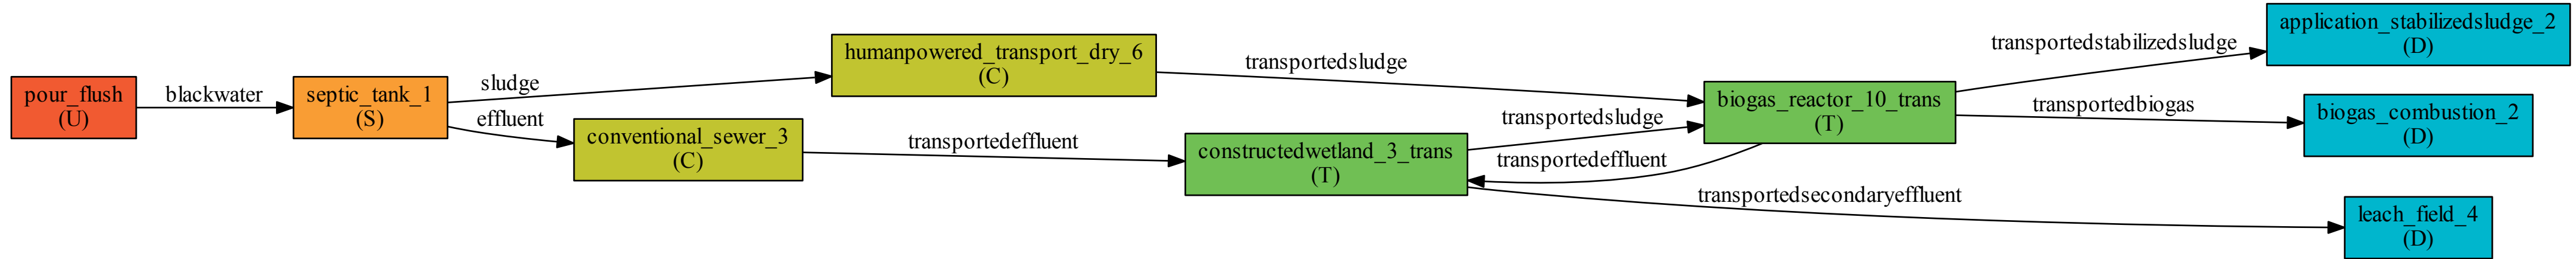 pour_flush
(U)
blackwater
septic_tank_1
(S)
sludge
effluent
humanpowered_transport_dry_6
(C)
conventional_sewer_3
(C)
transportedsludge
transportedeffluent
constructedwetland_3_trans
(T)
transportedsludge
transportedeffluent
biogas_reactor_10_trans
(T)
transportedsecondaryeffluent
transportedstabilizedsludge
transportedbiogas
application_stabilizedsludge_2
(D)
biogas_combustion_2
(D)
leach_field_4
(D)